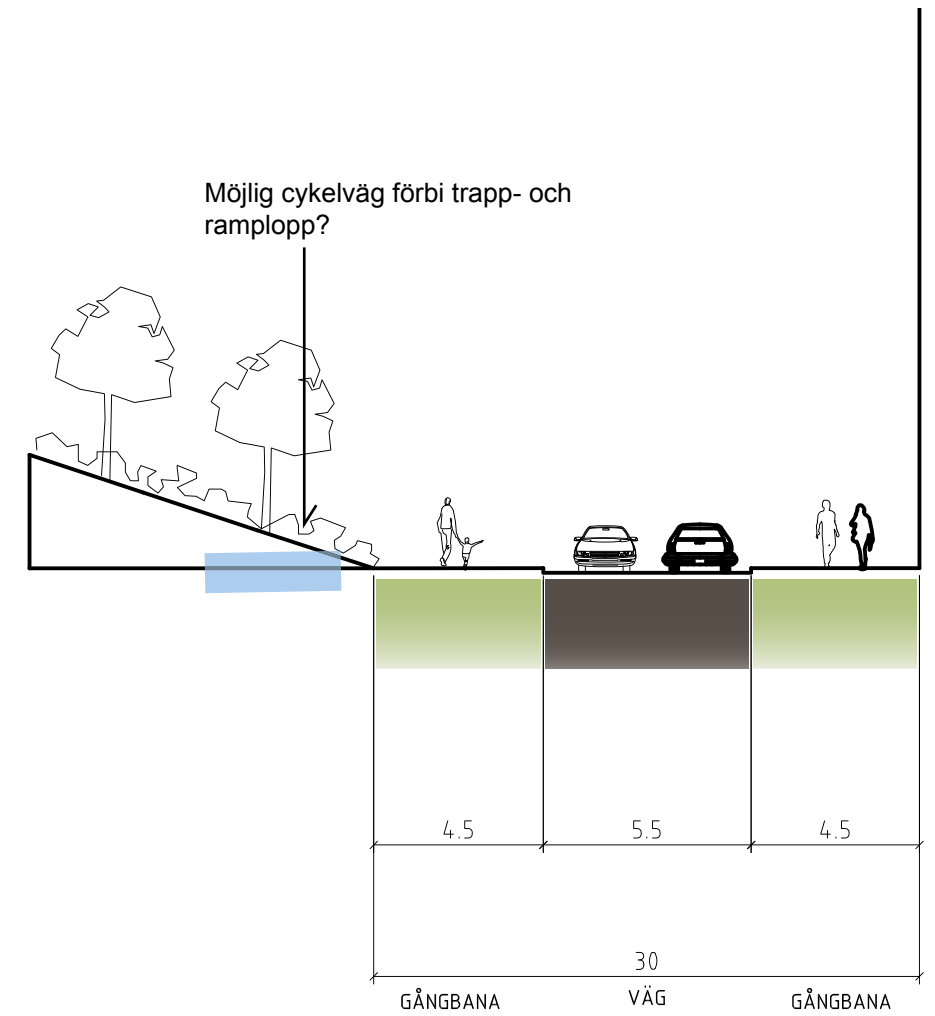 Möjlig cykelväg förbi trapp- och
ramplopp?
4.5 5.5 4.5
30
GÅNGBANA VÄG GÅNGBANA